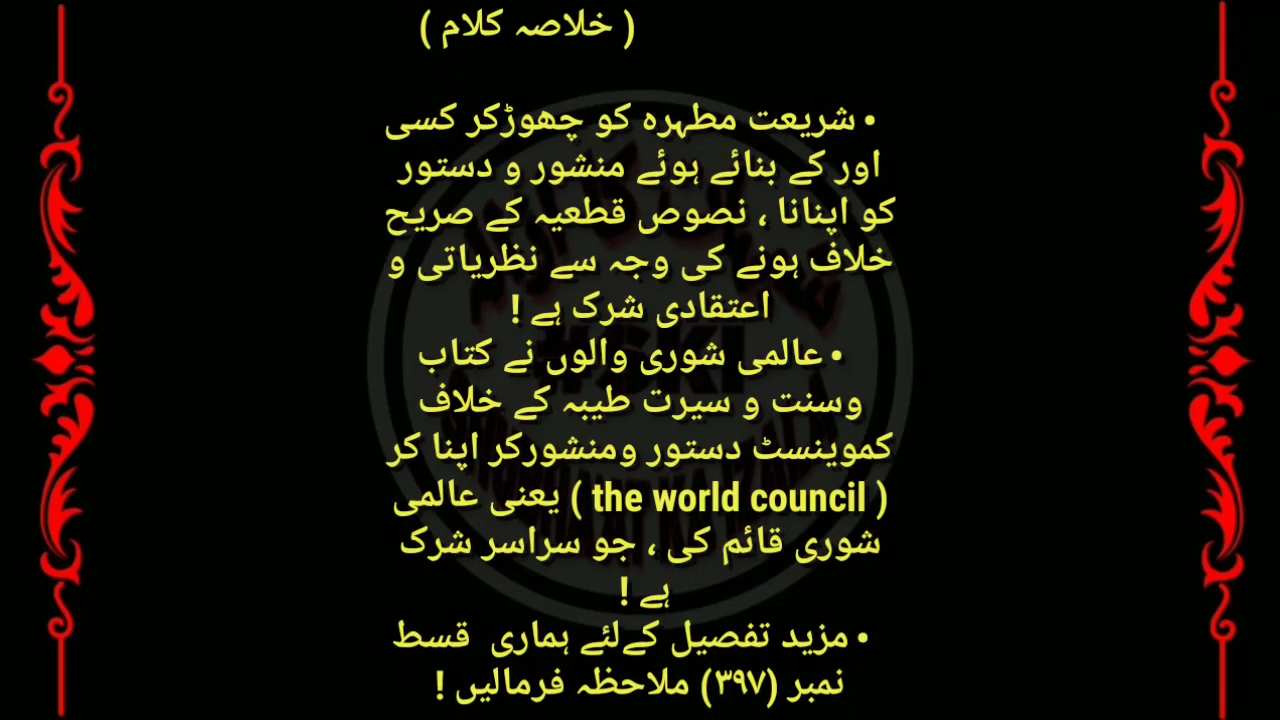 ( خلاصہ کلام )
• شریعت مطہرہ کو چھوڑکر کسی
اور کے بنائے ہوئے منشور و دستور
کو اپنانا ، نصوص قطعیہ کے صریح
خلاف ہونے کی وجہ سے نظریاتی و
اعتقادی شرک ہے !
• عالمی شوری والوں نے کتاب
وسنت و سیرت طیبہ کے خلاف
کموینسٹ دستور ومنشورکر اپنا کر
( the world council ) یعنی عالمی
شوری قائم کی ، جو سراسر شرک
ہے !
• مزید تفصیل کےلئے ہماری قسط
نمبر (۳۹۷) ملاحظہ فرمالیں !